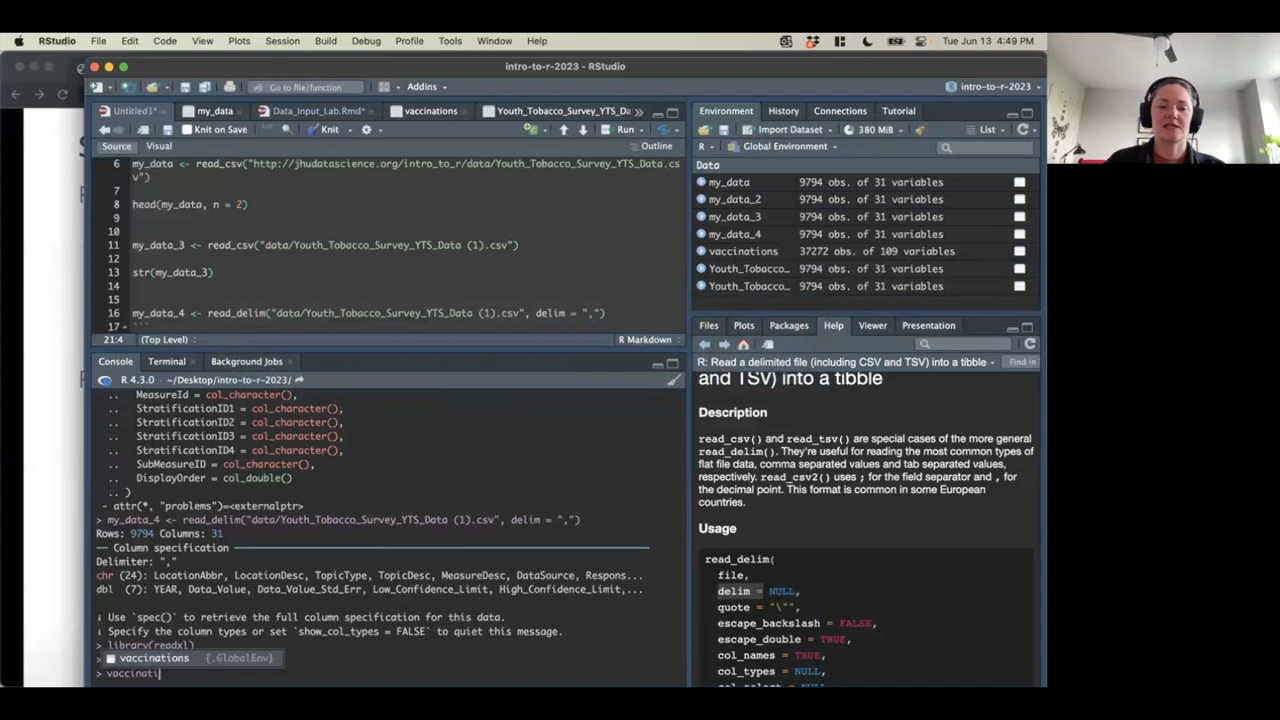 RStudio File Edit Code View Plots Session Build Debug Profile Tools Window Help Tue Jun 13 4:49 PM
intro-to-r-2023 - RStudio
Go to file/function Addins intro-to-r-2023
Untitled1* my_data Data_Input_Lab.Rmd* vaccinations Youth_Tobacco_Survey_YTS_Da
Knit on Save Knit Run
Source Visual Outline
6 my_data <- read_csv("http://jhudatascience.org/intro_to_r/data/Youth_Tobacco_Survey_YTS_Data.cs
v")
7
8 head(my_data, n = 2)
9
10
11 my_data_3 <- read_csv("data/Youth_Tobacco_Survey_YTS_Data (1).csv")
12
13 str(my_data_3)
14
15
16 my_data_4 <- read_delim("data/Youth_Tobacco_Survey_YTS_Data (1).csv", delim = ",")
17 ```
21:4 (Top Level) R Markdown
Console Terminal Background Jobs
R 4.3.0 · ~/Desktop/intro-to-r-2023/
.. MeasureId = col_character(),
.. StratificationID1 = col_character(),
.. StratificationID2 = col_character(),
.. StratificationID3 = col_character(),
.. StratificationID4 = col_character(),
.. SubMeasureID = col_character(),
.. DisplayOrder = col_double()
.. )
- attr(*, "problems")=<externalptr>
> my_data_4 <- read_delim("data/Youth_Tobacco_Survey_YTS_Data (1).csv", delim = ",")
Rows: 9794 Columns: 31
── Column specification
Delimiter: ","
chr (24): LocationAbbr, LocationDesc, TopicType, TopicDesc, MeasureDesc, DataSource, Respons...
dbl (7): YEAR, Data_Value, Data_Value_Std_Err, Low_Confidence_Limit, High_Confidence_Limit,...
ℹ Use `spec()` to retrieve the full column specification for this data.
ℹ Specify the column types or set `show_col_types = FALSE` to quiet this message.
> library(readxl)
> vaccinations {.GlobalEnv}
> vaccinati
Environment History Connections Tutorial
Import Dataset 380 MiB List
R Global Environment
Data
my_data 9794 obs. of 31 variables
my_data_2 9794 obs. of 31 variables
my_data_3 9794 obs. of 31 variables
my_data_4 9794 obs. of 31 variables
vaccinations 37272 obs. of 109 variables
Youth_Tobacco… 9794 obs. of 31 variables
Youth_Tobacco… 9794 obs. of 31 variables
Files Plots Packages Help Viewer Presentation
R: Read a delimited file (including CSV and TSV) into a tibble Find in
and TSV) into a tibble
Description
read_csv() and read_tsv() are special cases of the more general
read_delim(). They're useful for reading the most common types of
flat file data, comma separated values and tab separated values,
respectively. read_csv2() uses ; for the field separator and , for
the decimal point. This format is common in some European
countries.
Usage
read_delim(
file,
delim = NULL,
quote = "\"",
escape_backslash = FALSE,
escape_double = TRUE,
col_names = TRUE,
col_types = NULL,